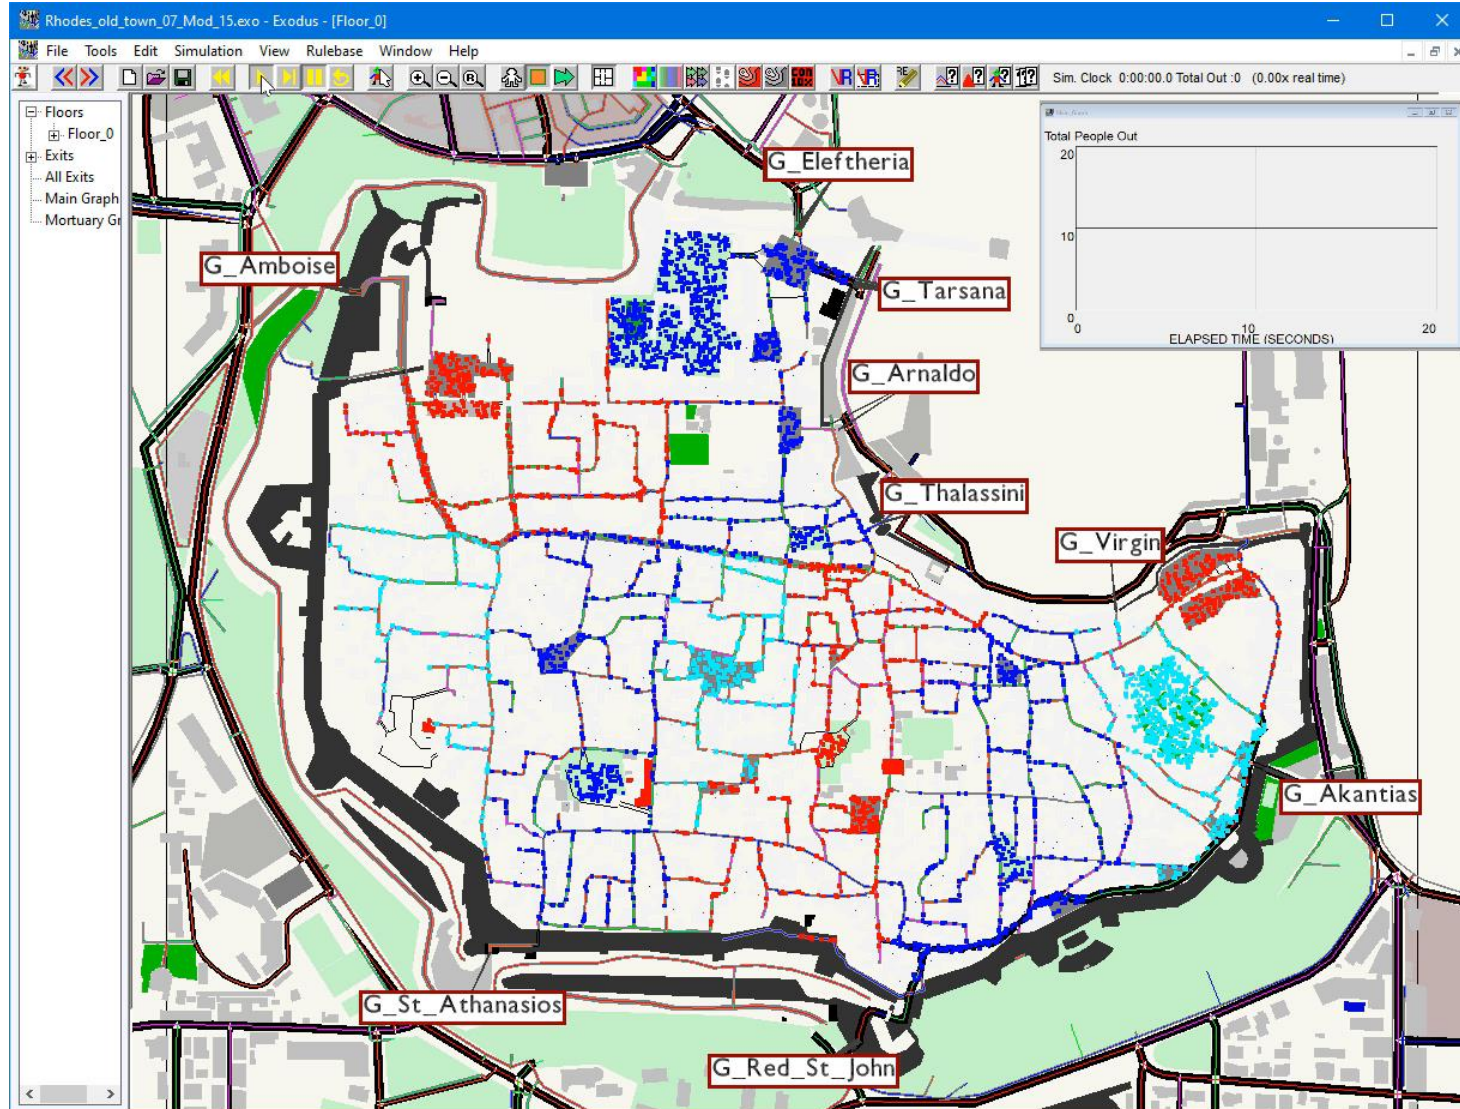 Rhodes_old_town_07_Mod_15.exo - Exodus - [Floor_0]
File Tools Edit Simulation View Rulebase Window Help
Sim. Clock 0:00:00.0 Total Out :0 (0.00x real time)
Floors
Floor_0
Exits
All Exits
Main Graph
Mortuary Gr
Total People Out
20
10
0
0 10 20
ELAPSED TIME (SECONDS)
G_Eleftheria
G_Amboise
G_Tarsana
G_Arnaldo
G_Thalassini
G_Virgin
G_Akantias
G_St_Athanasios
G_Red_St_John